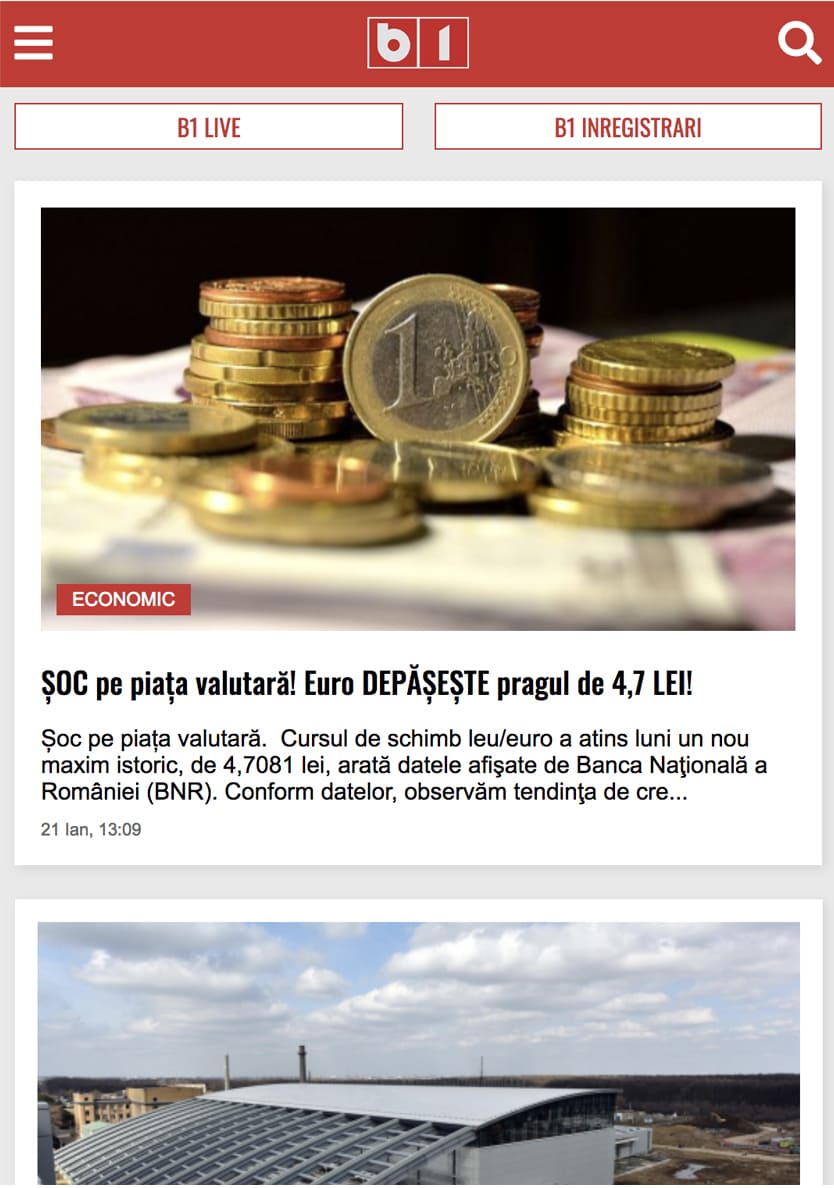 b1
B1 LIVE
B1 INREGISTRARI
1 EURO
ECONOMIC
ȘOC pe piața valutară! Euro DEPĂȘEȘTE pragul de 4,7 LEI!
Șoc pe piața valutară.  Cursul de schimb leu/euro a atins luni un nou
maxim istoric, de 4,7081 lei, arată datele afişate de Banca Naţională a
României (BNR). Conform datelor, observăm tendinţa de cre...
21 Ian, 13:09